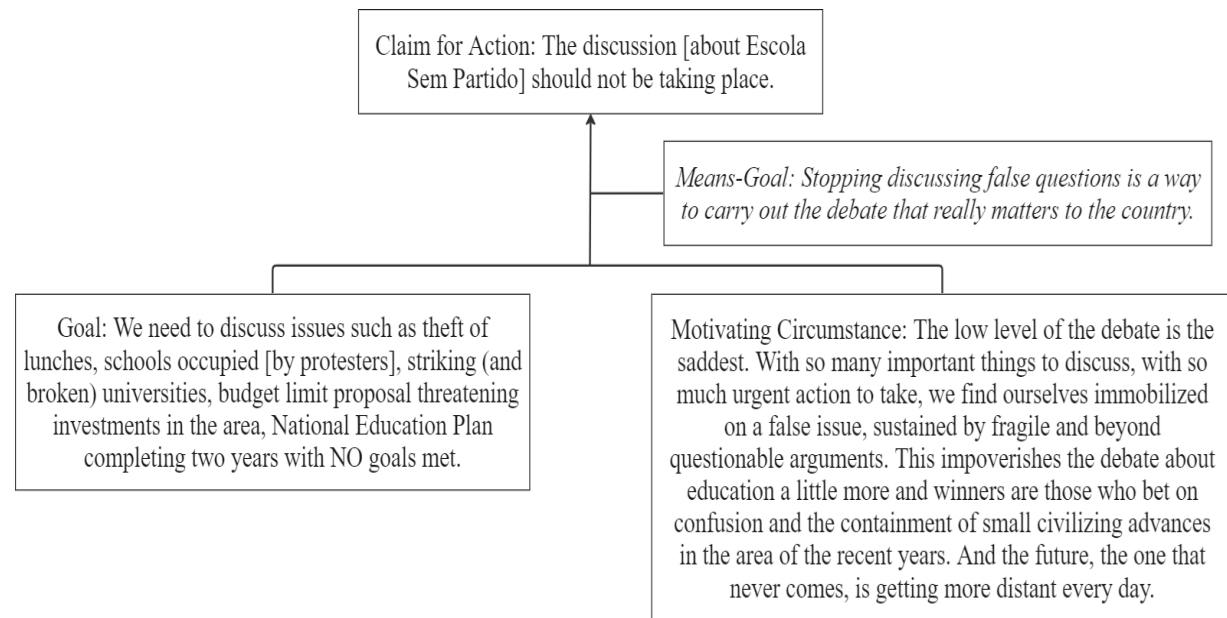 Claim for Action: The discussion [about Escola
Sem Partido] should not be taking place.
Means-Goal: Stopping discussing false questions is a way
to carry out the debate that really matters to the country.
Goal: We need to discuss issues such as theft of
lunches, schools occupied [by protesters], striking (and
broken) universities, budget limit proposal threatening
investments in the area, National Education Plan
completing two years with NO goals met.
Motivating Circumstance: The low level of the debate is the
saddest. With so many important things to discuss, with so
much urgent action to take, we find ourselves immobilized
on a false issue, sustained by fragile and beyond
questionable arguments. This impoverishes the debate about
education a little more and winners are those who bet on
confusion and the containment of small civilizing advances
in the area of the recent years. And the future, the one that
never comes, is getting more distant every day.